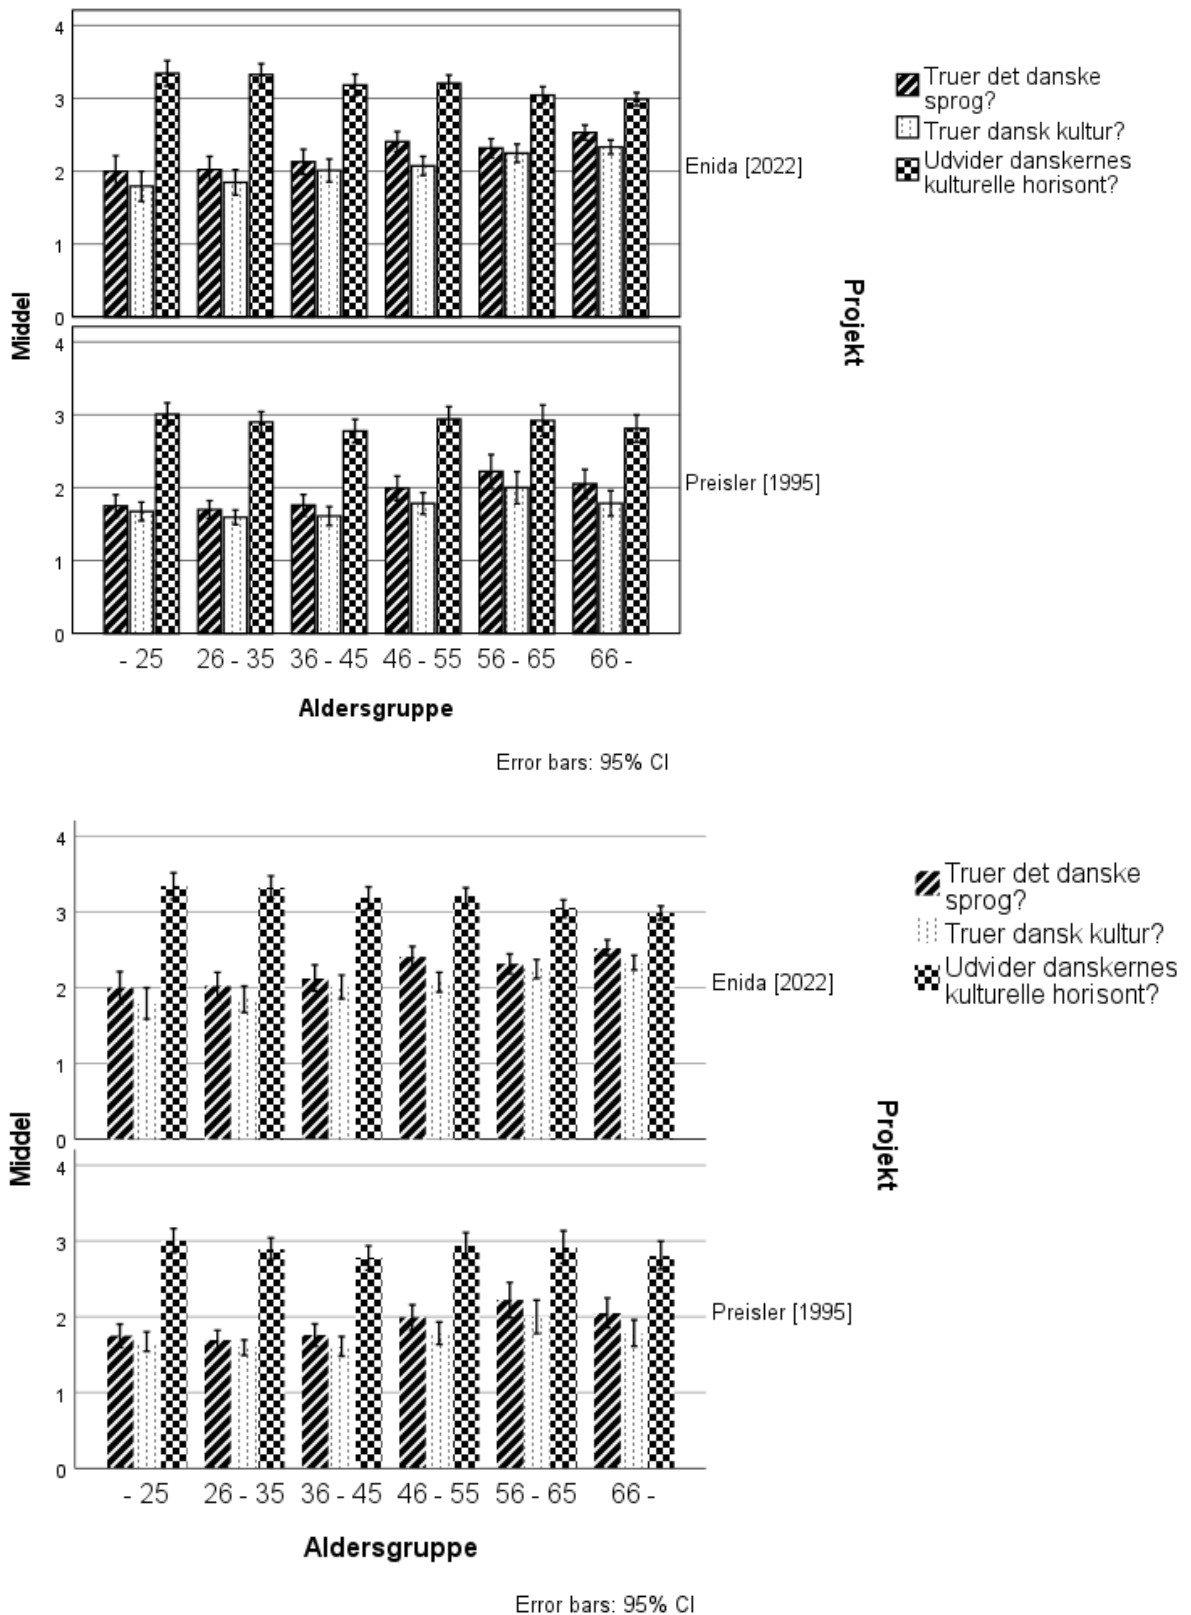 4
3
2
1
0
Enida [2022]
Truer det danske
sprog?
Truer dansk kultur?
Udvider danskernes
kulturelle horisont?
Middel
Projekt
4
3
2
1
0
Preisler [1995]
- 25
26 - 35
36 - 45
46 - 55
56 - 65
66 -
Aldersgruppe
Error bars: 95% CI
4
3
2
1
0
Enida [2022]
Truer det danske
sprog?
Truer dansk kultur?
Udvider danskernes
kulturelle horisont?
Middel
Projekt
4
3
2
1
0
Preisler [1995]
- 25
26 - 35
36 - 45
46 - 55
56 - 65
66 -
Aldersgruppe
Error bars: 95% CI